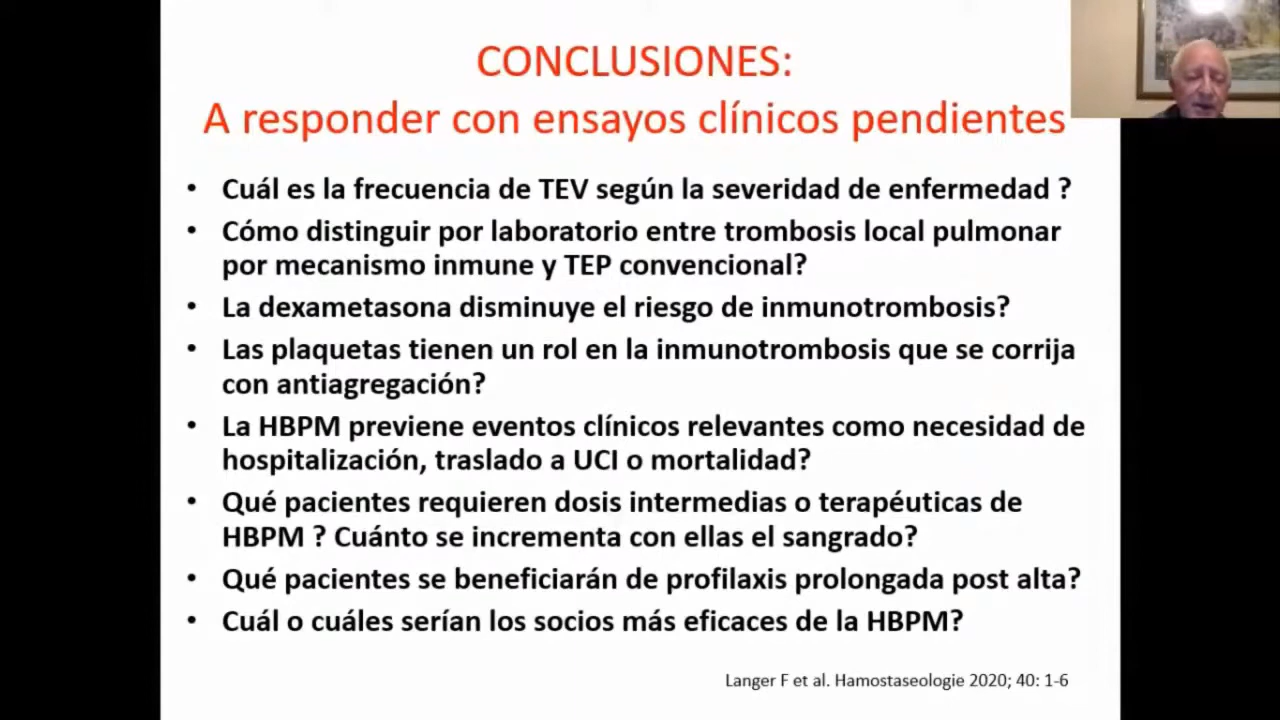 CONCLUSIONES:
A responder con ensayos clínicos pendientes
• Cuál es la frecuencia de TEV según la severidad de enfermedad ?
• Cómo distinguir por laboratorio entre trombosis local pulmonar
por mecanismo inmune y TEP convencional?
• La dexametasona disminuye el riesgo de inmunotrombosis?
• Las plaquetas tienen un rol en la inmunotrombosis que se corrija
con antiagregación?
• La HBPM previene eventos clínicos relevantes como necesidad de
hospitalización, traslado a UCI o mortalidad?
• Qué pacientes requieren dosis intermedias o terapéuticas de
HBPM ? Cuánto se incrementa con ellas el sangrado?
• Qué pacientes se beneficiarán de profilaxis prolongada post alta?
• Cuál o cuáles serían los socios más eficaces de la HBPM?
Langer F et al. Hamostaseologie 2020; 40: 1-6